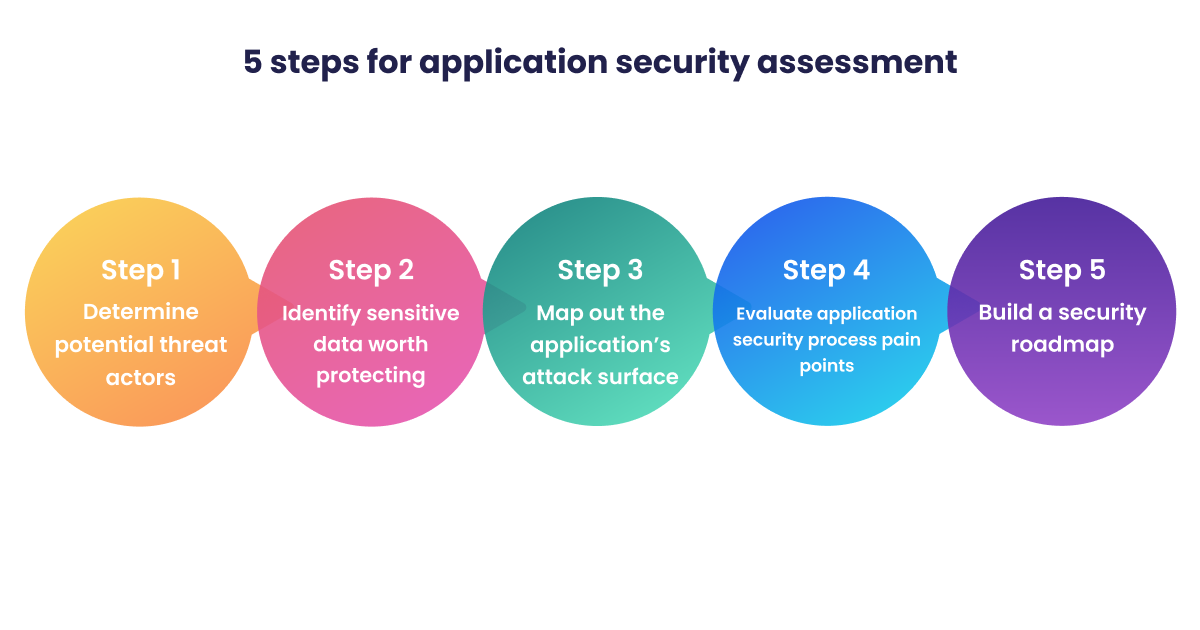 5 steps for application security assessment
Step 1
Determine
potential threat
actors
Step 2
Identify sensitive
data worth
protecting
Step 3
Map out the
application’s
attack surface
Step 4
Evaluate application
security process pain
points
Step 5
Build a security
roadmap